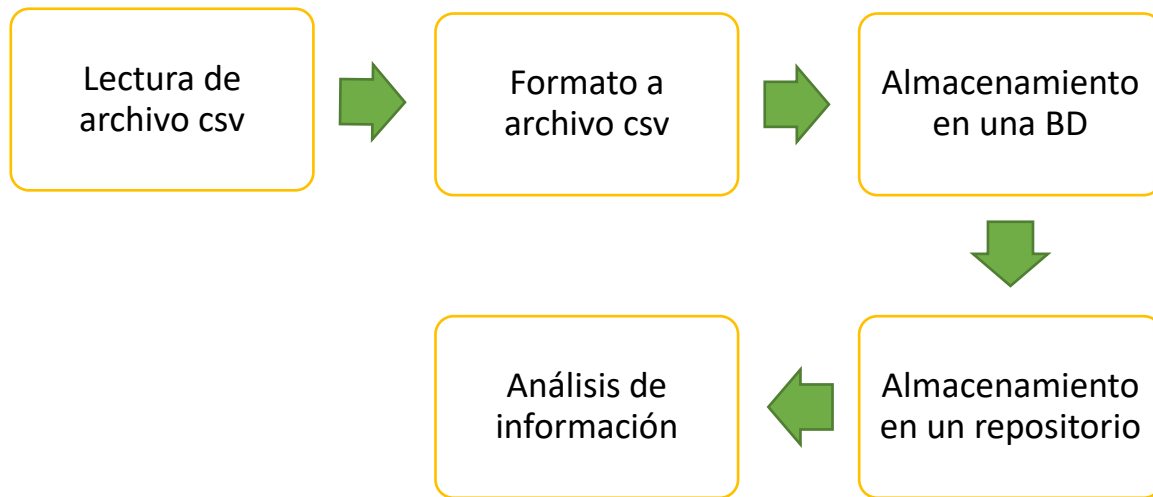 Lectura de
archivo csv
Formato a
archivo csv
Almacenamiento
en una BD
Almacenamiento
en un repositorio
Análisis de
información